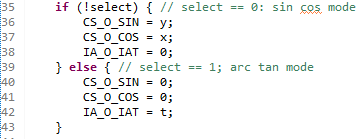 35 if (!select) { // select == 0: sin cos mode
36 CS_O_SIN = y;
37 CS_O_COS = x;
38 IA_O_IAT = 0;
39 } else { // select == 1; arc tan mode
40 CS_O_SIN = 0;
41 CS_O_COS = 0;
42 IA_O_IAT = t;
43 }